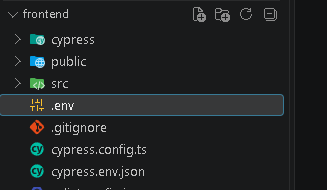 frontend
cypress
public
src
.env
.gitignore
cypress.config.ts
cypress.env.json